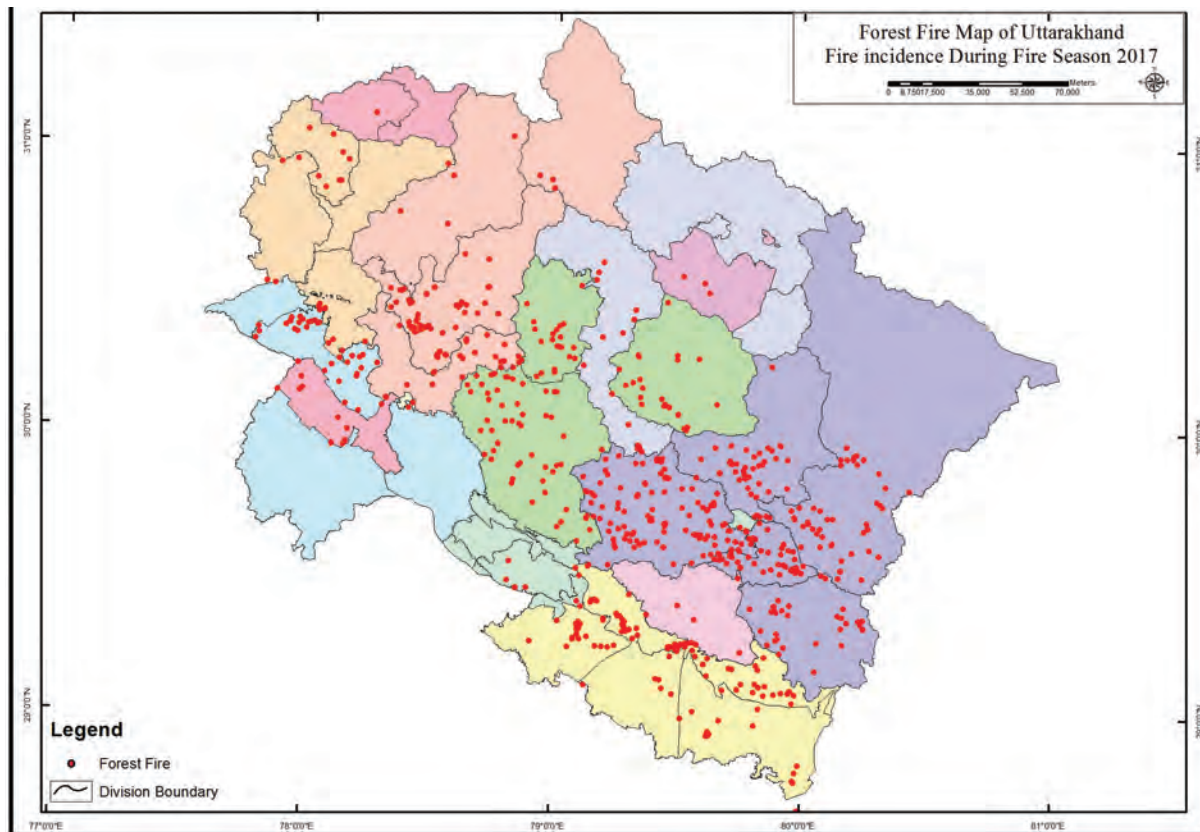 Forest Fire Map of Uttarakhand
Fire incidence During Fire Season 2017
Meters
0 8,75017,500 35,000 52,500 70,000
31°0'0"N
30°0'0"N
29°0'0"N
Legend
Forest Fire
Division Boundary
77°0'0"E 78°0'0"E 79°0'0"E 80°0'0"E 81°0'0"E